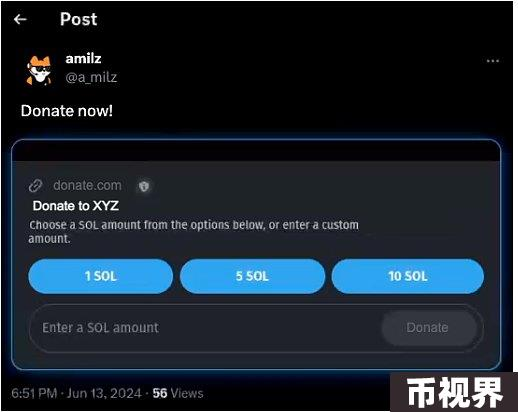 Post
amilz
@a_milz
Donate now!
donate.com
Donate to XYZ
Choose a SOL amount from the options below, or enter a custom
amount.
1 SOL 5 SOL 10 SOL
Enter a SOL amount Donate
6:51 PM · Jun 13, 2024 · 56 Views
币视界